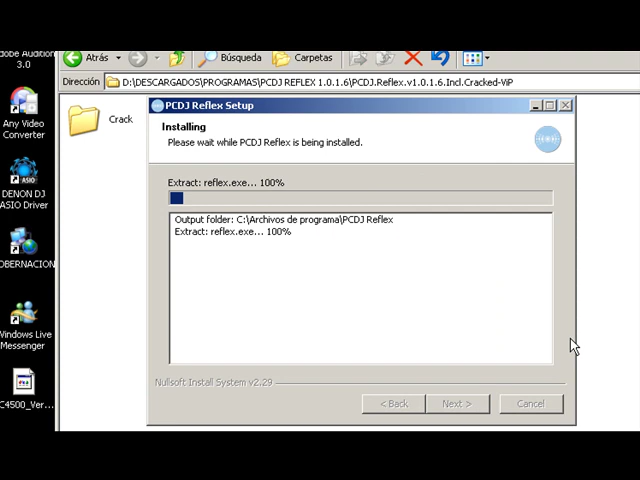 Adobe Audition
3.0
Atrás
Búsqueda
Carpetas
Dirección
D:\DESCARGADOS\PROGRAMAS\PCDJ REFLEX 1.0.1.6\PCDJ.Reflex.v1.0.1.6.Incl.Cracked-ViP
Crack
PCDJ Reflex Setup
Installing
Please wait while PCDJ Reflex is being installed.
Extract: reflex.exe... 100%
Output folder: C:\Archivos de programa\PCDJ Reflex
Extract: reflex.exe... 100%
Nullsoft Install System v2.29
< Back
Next >
Cancel
Any Video
Converter
ASIO
DENON DJ
ASIO Driver
OBERNACION
Windows Live
Messenger
C4500_Ver...